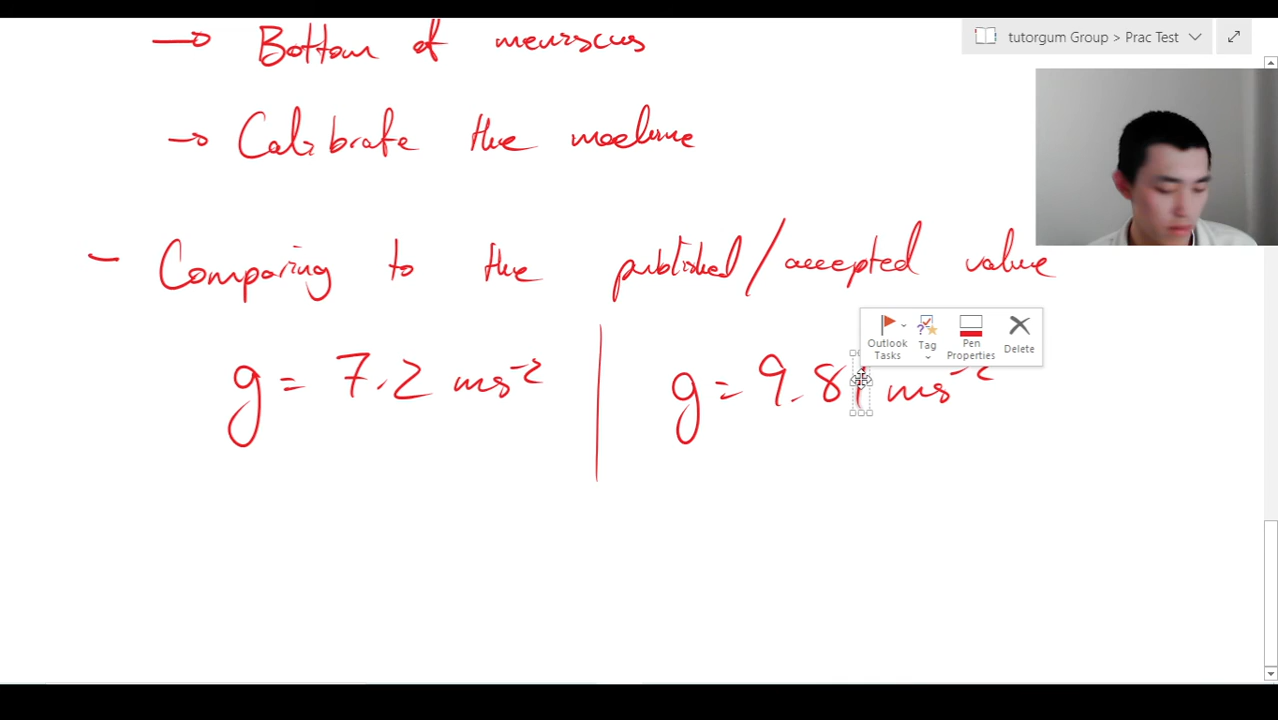 → Bottom of meniscus
tutorgum Group > Prac Test
→ Calibrate the machine
- Comparing to the published/accepted value
Outlook Tasks
Tag
Pen Properties
Delete
g = 7.2 ms⁻²
g = 9.81 ms⁻²